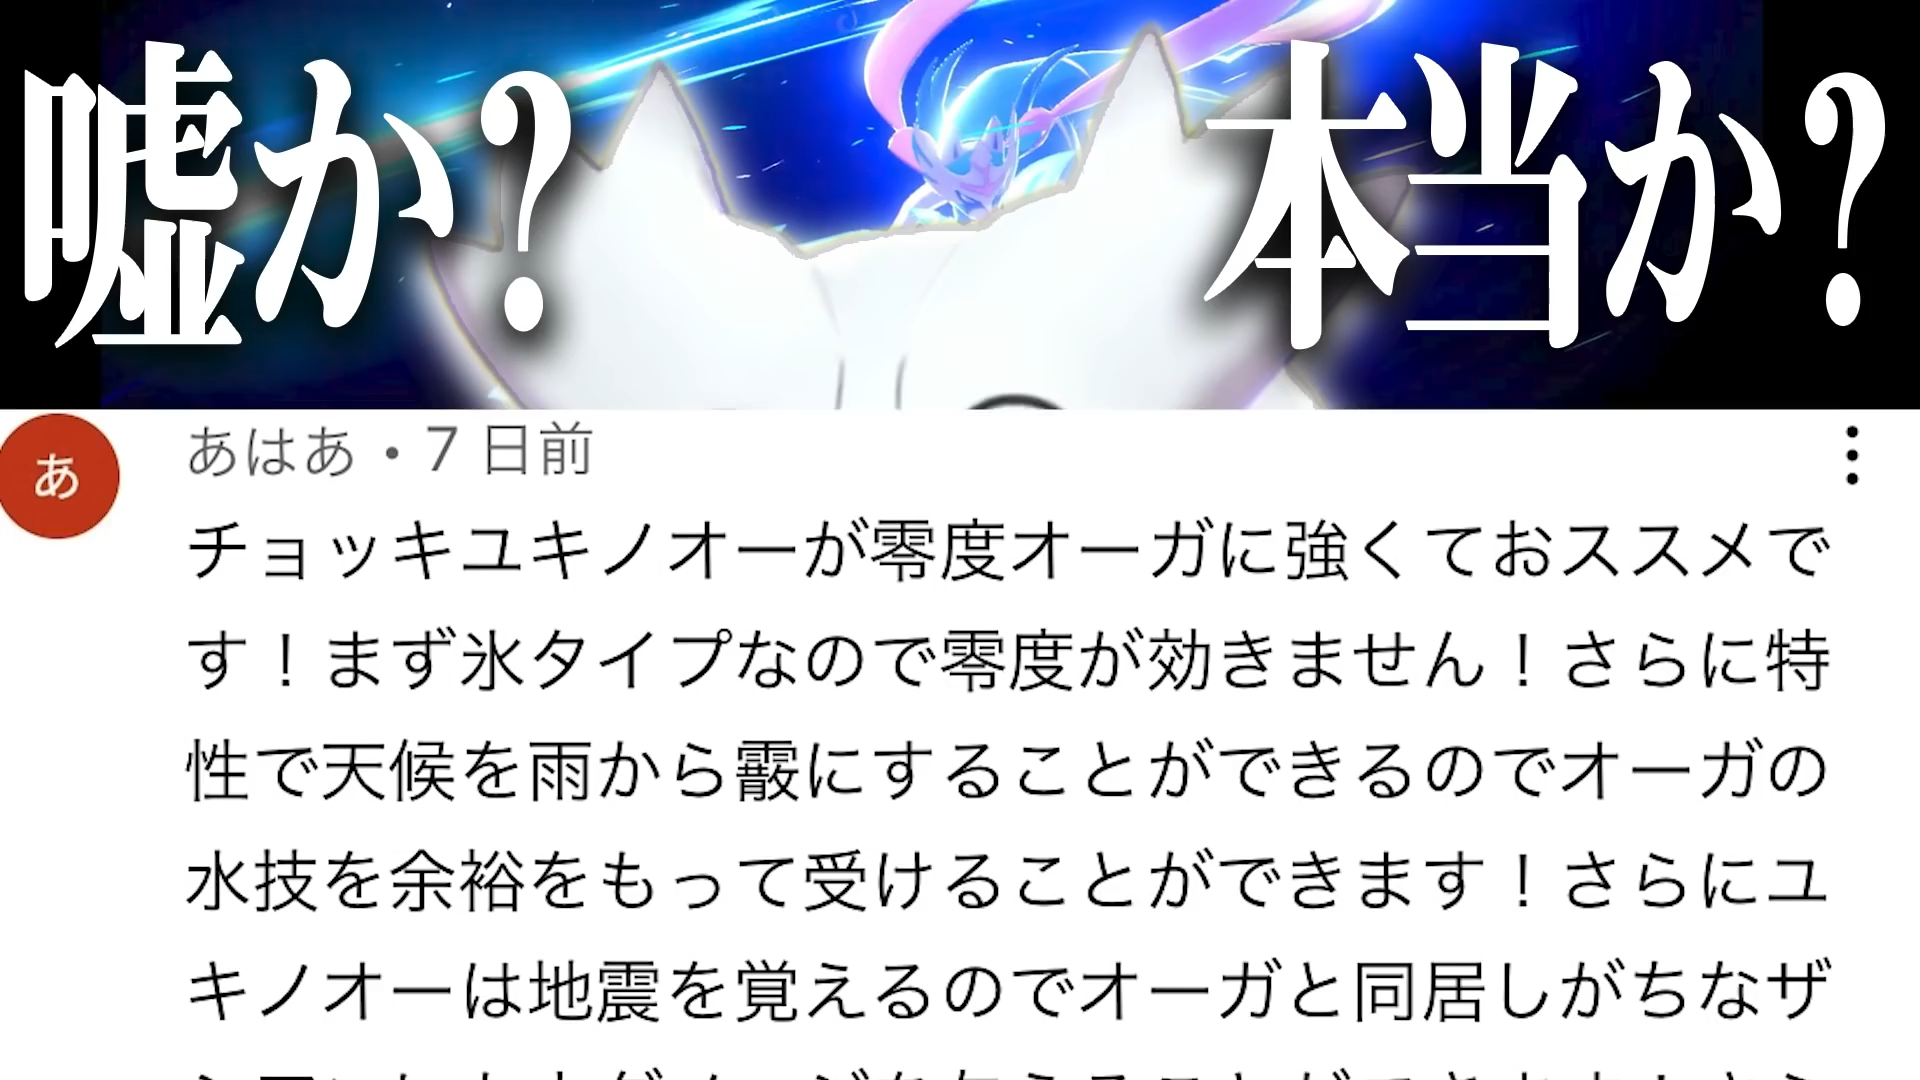 嘘か? 本当か?
あ
あはあ・7 日前
チョッキユキノオーが零度オーガに強くておススメで
す！まず氷タイプなので零度が効きません！さらに特
性で天候を雨から霰にすることができるのでオーガの
水技を余裕をもって受けることができます！さらにユ
キノオーは地震を覚えるのでオーガと同居しがちなザ